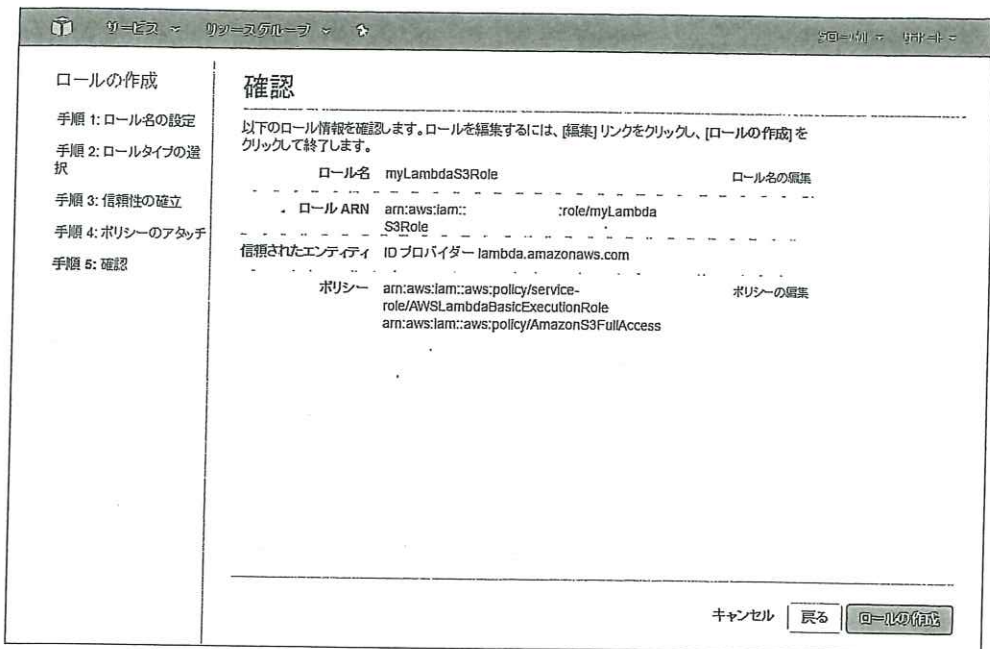 サービス
リソースグループ
グローバル
サポート
ロールの作成
手順 1: ロール名の設定
手順 2: ロールタイプの選
択
手順 3: 信頼性の確立
手順 4: ポリシーのアタッチ
手順 5: 確認
確認
以下のロール情報を確認します。ロールを編集するには、[編集] リンクをクリックし、[ロールの作成] を
クリックして終了します。
ロール名 myLambdaS3Role ロール名の編集
ロール ARN arn:aws:iam:: :role/myLambda
S3Role
信頼されたエンティティ ID プロバイダー lambda.amazonaws.com
ポリシー arn:aws:iam::aws:policy/service- ポリシーの編集
role/AWSLambdaBasicExecutionRole
arn:aws:iam::aws:policy/AmazonS3FullAccess
キャンセル 戻る ロールの作成